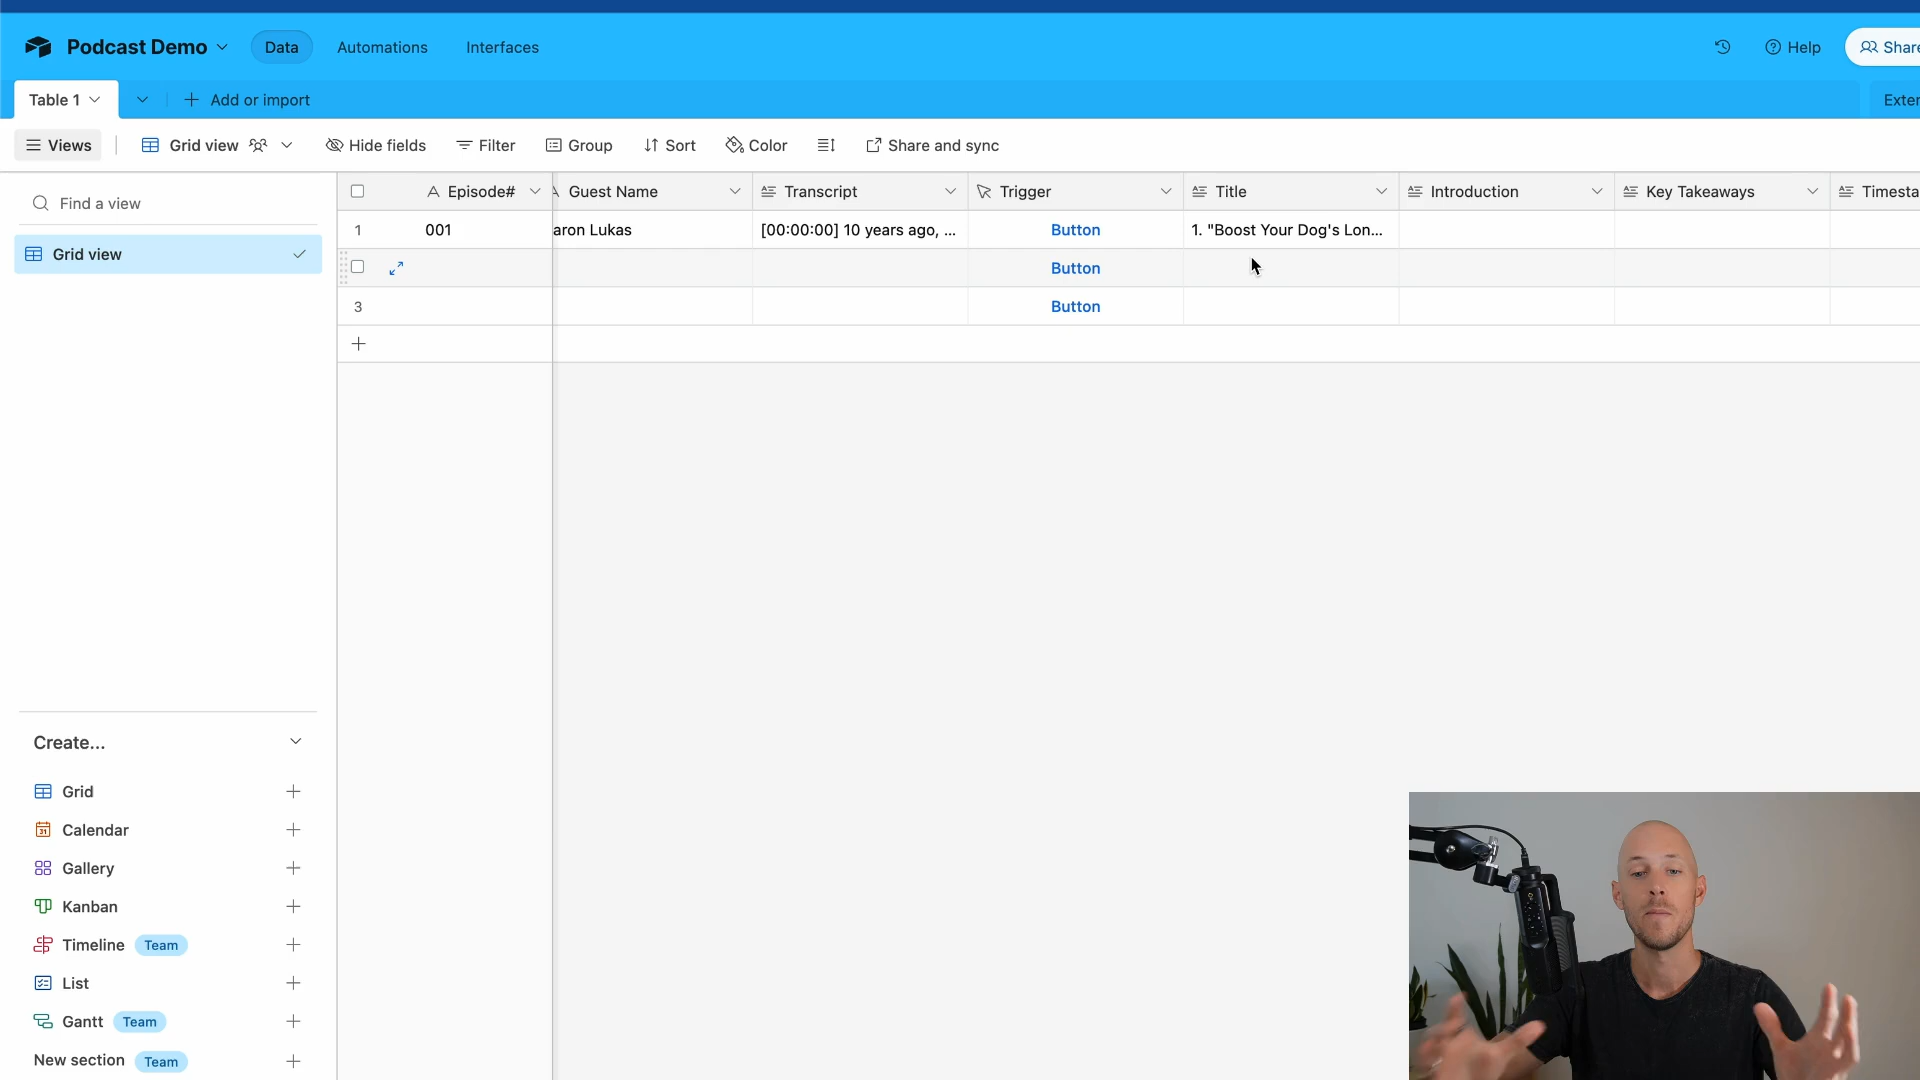 Podcast Demo Data Automations Interfaces Help Share
Table 1 Add or import Exter
Views Grid view Hide fields Filter Group Sort Color Share and sync
Find a view
Grid view
Episode# Guest Name Transcript Trigger Title Introduction Key Takeaways Timesta
1 001 aron Lukas [00:00:00] 10 years ago, ... Button 1. "Boost Your Dog's Lon...
Button
3 Button
Create...
Grid
31 Calendar
Gallery
Kanban
Timeline Team
List
Gantt Team
New section Team